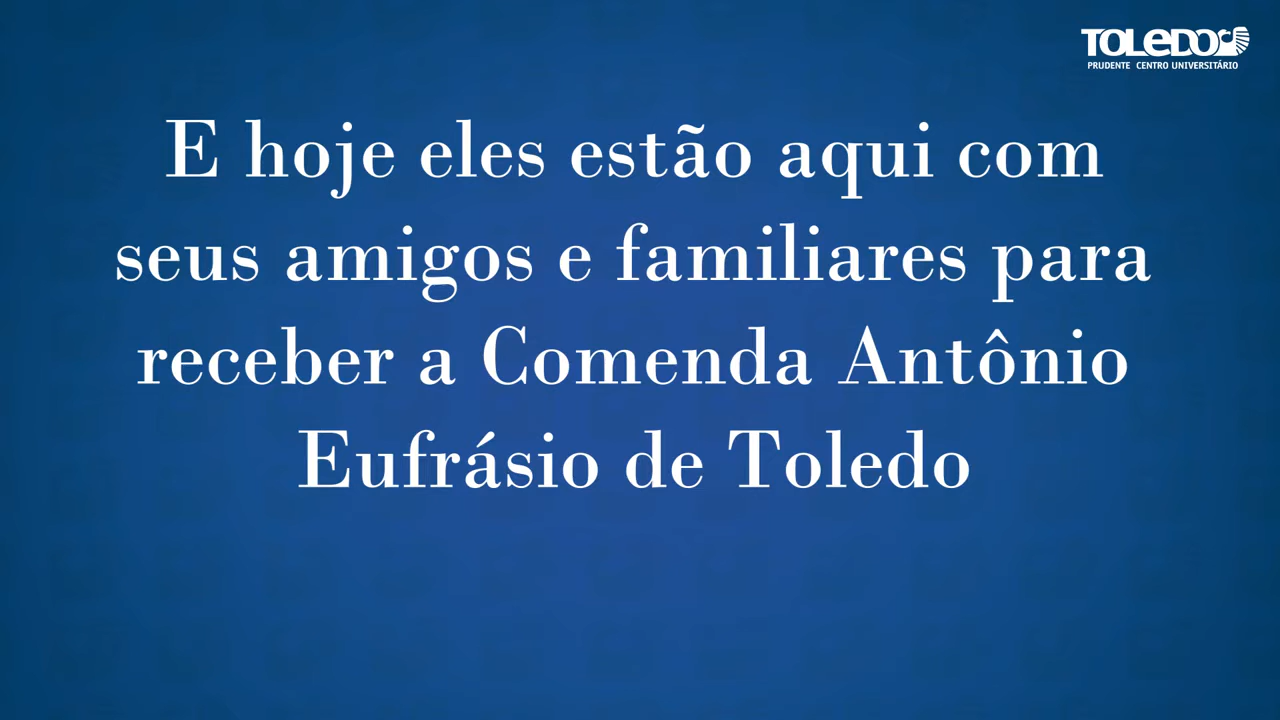 TOLEDO
PRUDENTE CENTRO UNIVERSITÁRIO
E hoje eles estão aqui com
seus amigos e familiares para
receber a Comenda Antônio
Eufrásio de Toledo